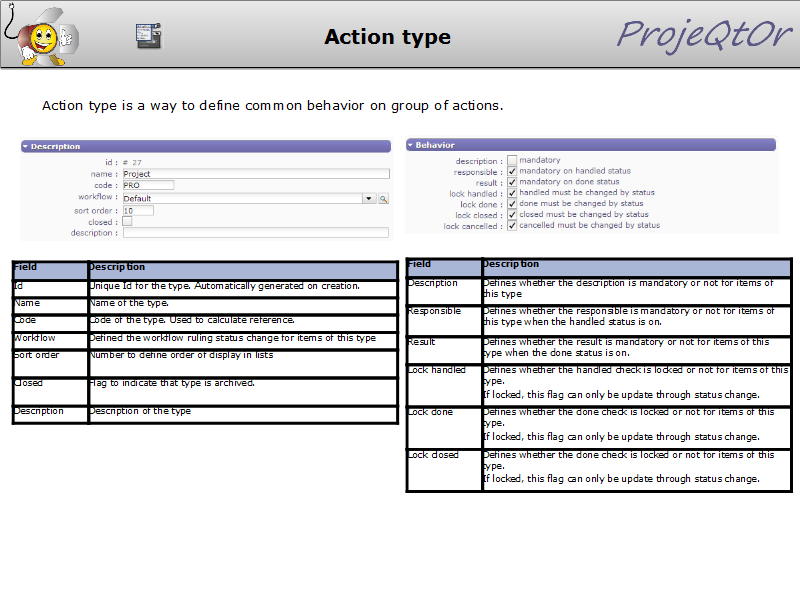 Action type
ProjeQtOr
Action type is a way to define common behavior on group of actions.
Description
id : # 27
name : Project
code : PRO
workflow : Default
sort order : 10
closed :
description :
Behavior
description : mandatory
responsible : mandatory on handled status
result : mandatory on done status
lock handled : handled must be changed by status
lock done : done must be changed by status
lock closed : closed must be changed by status
lock cancelled : cancelled must be changed by status
Field Description
Id Unique Id for the type. Automatically generated on creation.
Name Name of the type.
Code Code of the type. Used to calculate reference.
Workflow Defined the workflow ruling status change for items of this type
Sort order Number to define order of display in lists
Closed Flag to indicate that type is archived.
Description Description of the type
Field Description
Description Defines whether the description is mandatory or not for items of
this type
Responsible Defines whether the responsible is mandatory or not for items of
this type when the handled status is on.
Result Defines whether the result is mandatory or not for items of this
type when the done status is on.
Lock handled Defines whether the handled check is locked or not for items of this
type.
If locked, this flag can only be update through status change.
Lock done Defines whether the done check is locked or not for items of this
type.
If locked, this flag can only be update through status change.
Lock closed Defines whether the done check is locked or not for items of this
type.
If locked, this flag can only be update through status change.